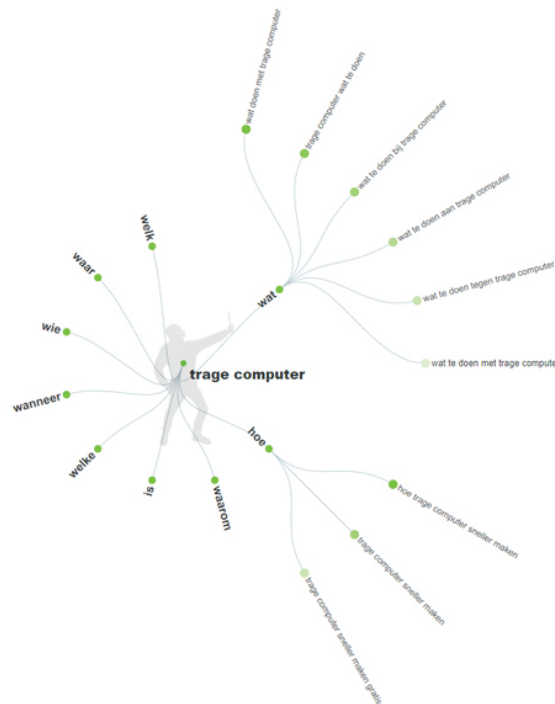 wat doen met trage computer
trage computer wat te doen
wat te doen bij trage computer
wat te doen aan trage computer
wat te doen tegen trage computer
wat te doen met trage compute
wat
welk
waar
wie
wanneer
welke
is
waarom
trage computer
hoe
hoe trage computer sneller maken
trage computer sneller maken
trage computer sneller maken gratis